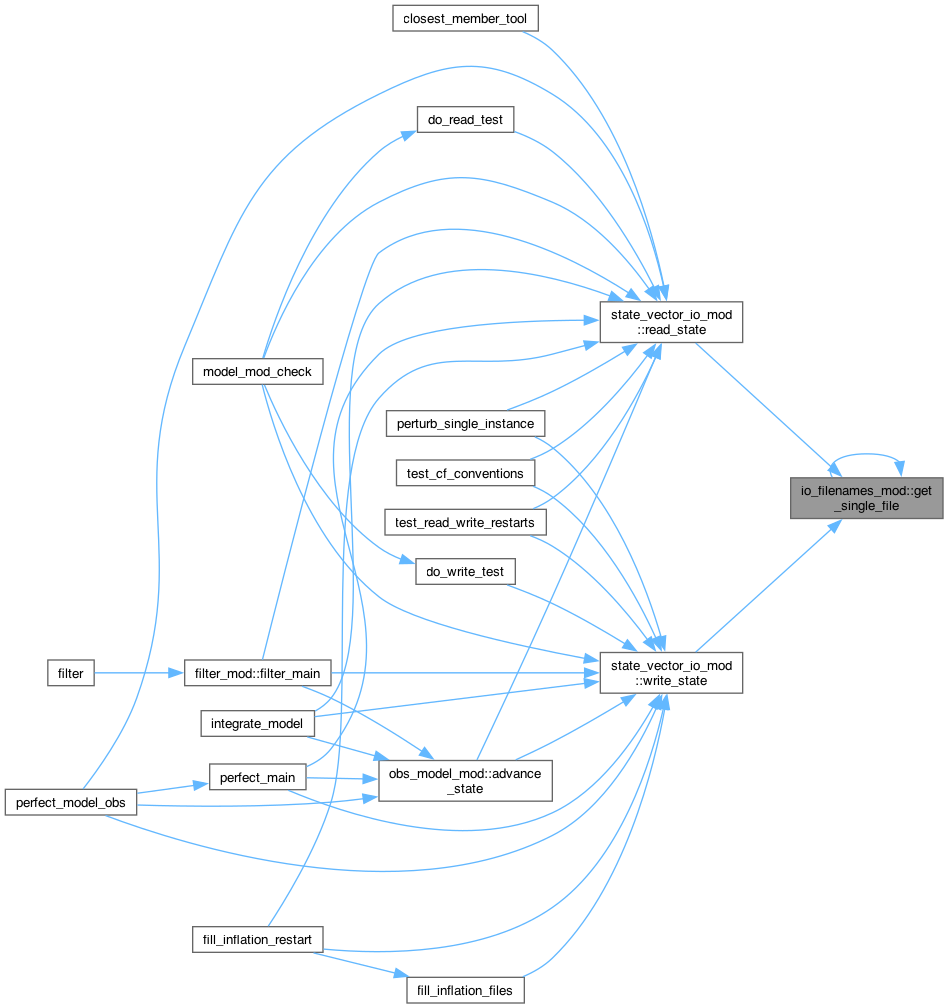 closest_member_tool
do_read_test
state_vector_io_mod
::read_state
model_mod_check
perturb_single_instance
test_cf_conventions
io_filenames_mod::get
_single_file
test_read_write_restarts
do_write_test
state_vector_io_mod
::write_state
filter
filter_mod::filter_main
integrate_model
obs_model_mod::advance
_state
perfect_main
perfect_model_obs
fill_inflation_restart
fill_inflation_files